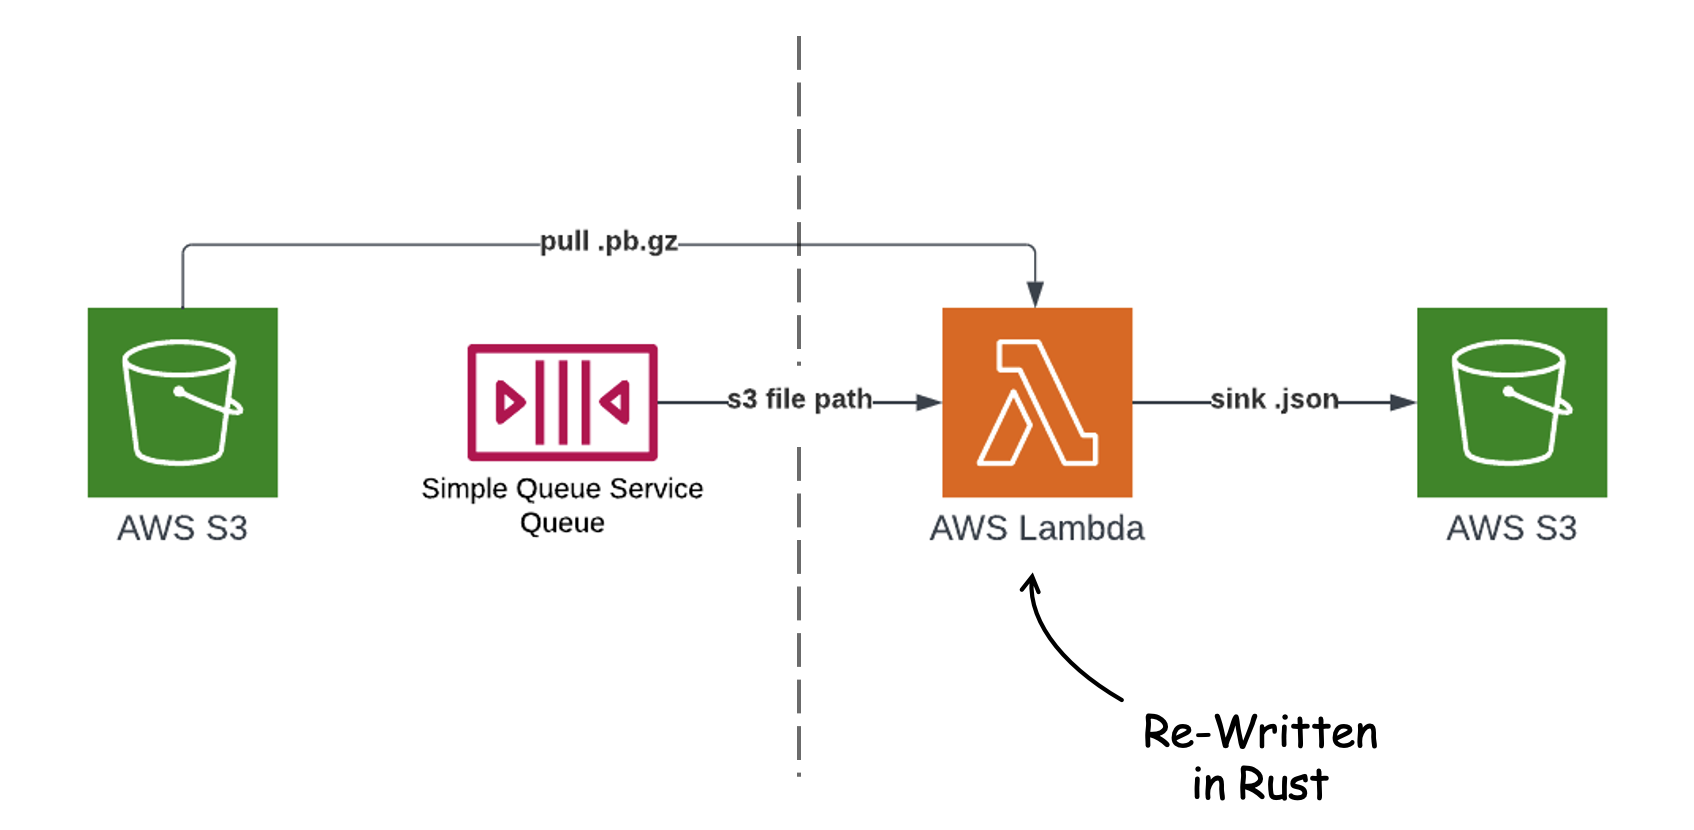 pull .pb.gz
s3 file path
sink .json
AWS S3
Simple Queue Service
Queue
AWS Lambda
AWS S3
Re-Written
in Rust